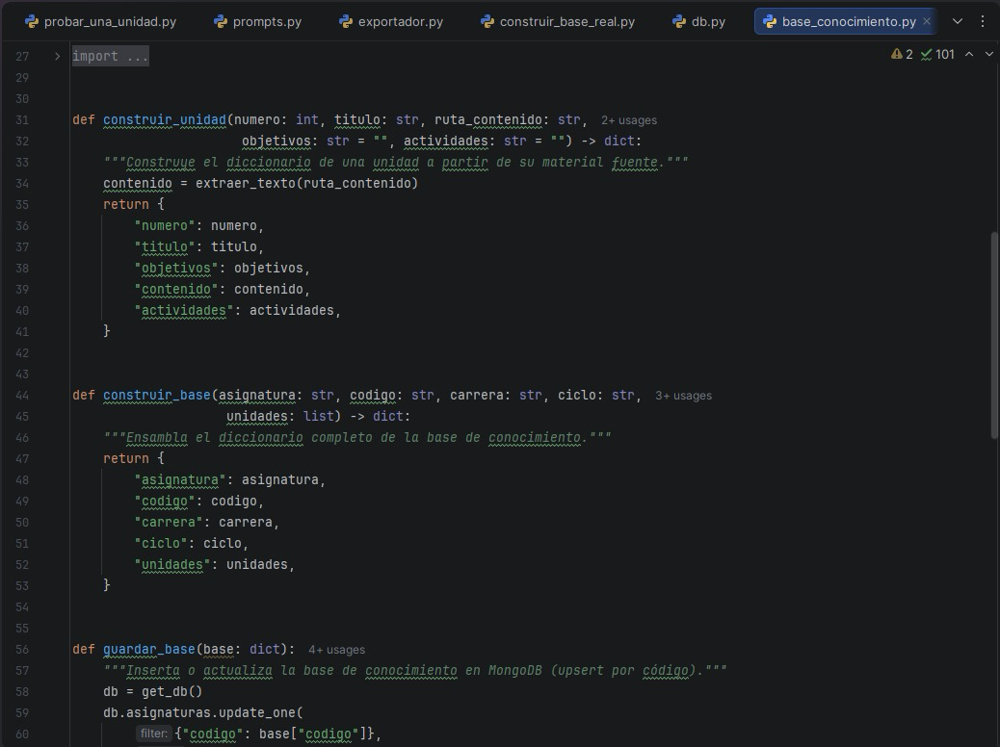 probar_una_unidad.py prompts.py exportador.py construir_base_real.py db.py base_conocimiento.py
27 import ... 2 101
29
30
31 def construir_unidad(numero: int, titulo: str, ruta_contenido: str, 2+ usages
32 objetivos: str = "", actividades: str = "") -> dict:
33 """Construye el diccionario de una unidad a partir de su material fuente."""
34 contenido = extraer_texto(ruta_contenido)
35 return {
36 "numero": numero,
37 "titulo": titulo,
38 "objetivos": objetivos,
39 "contenido": contenido,
40 "actividades": actividades,
41 }
42
43
44 def construir_base(asignatura: str, codigo: str, carrera: str, ciclo: str, 3+ usages
45 unidades: list) -> dict:
46 """Ensambla el diccionario completo de la base de conocimiento."""
47 return {
48 "asignatura": asignatura,
49 "codigo": codigo,
50 "carrera": carrera,
51 "ciclo": ciclo,
52 "unidades": unidades,
53 }
54
55
56 def guardar_base(base: dict): 4+ usages
57 """Inserta o actualiza la base de conocimiento en MongoDB (upsert por código)."""
58 db = get_db()
59 db.asignaturas.update_one(
60 filter: {"codigo": base["codigo"]},